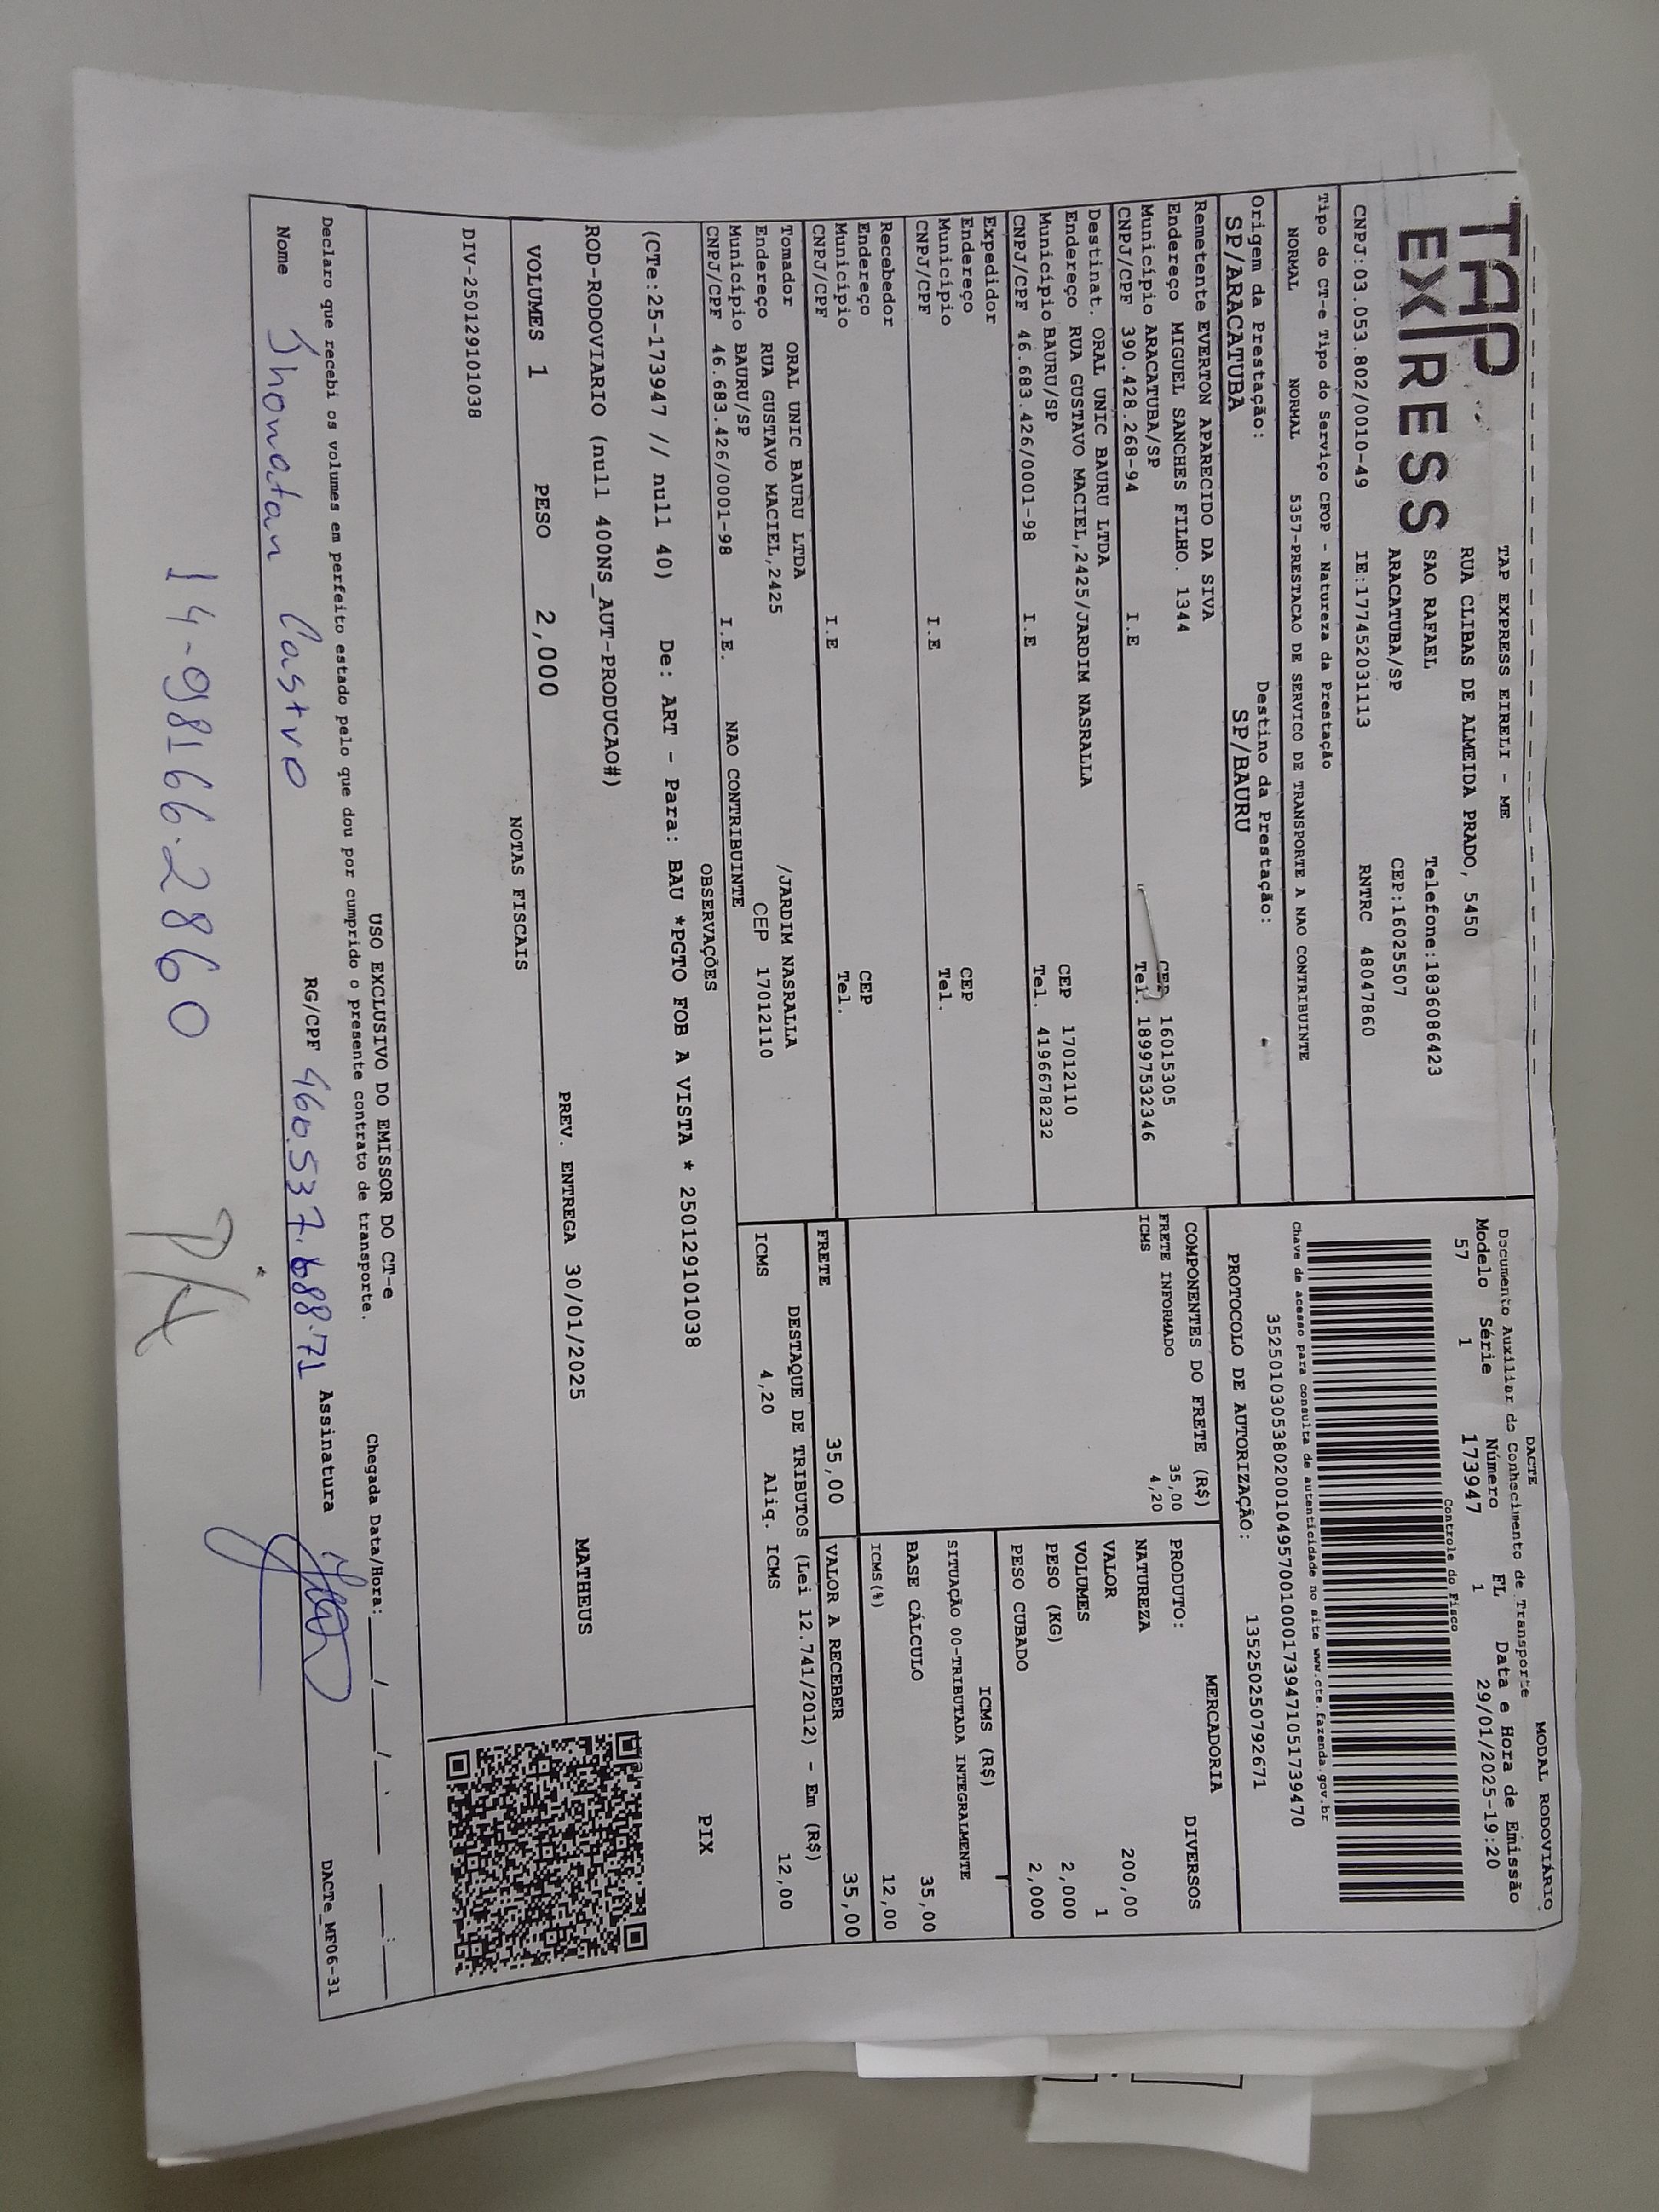 TAP EXPRESS
TAP EXPRESS EIRELI - ME
RUA CLIBAS DE ALMEIDA PRADO, 5450
SAO RAFAEL Telefone:1836086423
ARACATUBA/SP CEP:16025507
CNPJ:03.053.802/0010-49 IE:177452031113 RNTRC 48047860
Tipo do CT-e Tipo do Serviço CFOP - Natureza da Prestação
NORMAL NORMAL 5357-PRESTACAO DE SERVICO DE TRANSPORTE A NAO CONTRIBUINTE
Origem da Prestação: Destino da Prestação:
SP/ARACATUBA SP/BAURU
DACTE MODAL RODOVIÁRIO
Documento Auxiliar do Conhecimento de Transporte
Modelo Série Número FL Data e Hora de Emissão
57 1 173947 1 29/01/2025-19:20
Controle do Fisco
Chave de acesso para consulta de autenticidade no site www.cte.fazenda.gov.br
35250103053802001049570010001739471051739470
PROTOCOLO DE AUTORIZAÇÃO: 135250250792671
Remetente EVERTON APARECIDO DA SIVA
Endereço MIGUEL SANCHES FILHO. 1344 CEP 16015305
Município ARACATUBA/SP Tel. 18997532346
CNPJ/CPF 390.428.268-94 I.E
Destinat. ORAL UNIC BAURU LTDA
Endereço RUA GUSTAVO MACIEL,2425/JARDIM NASRALLA CEP 17012110
Município BAURU/SP Tel. 4196678232
CNPJ/CPF 46.683.426/0001-98 I.E
Expedidor
Endereço CEP
Município Tel.
CNPJ/CPF I.E
Recebedor
Endereço CEP
Município Tel.
CNPJ/CPF I.E
Tomador ORAL UNIC BAURU LTDA /JARDIM NASRALLA
Endereço RUA GUSTAVO MACIEL,2425 CEP 17012110
Município BAURU/SP
CNPJ/CPF 46.683.426/0001-98 I.E. NAO CONTRIBUINTE
COMPONENTES DO FRETE (R$)
FRETE INFORMADO 35,00
ICMS 4,20
MERCADORIA
PRODUTO: DIVERSOS
NATUREZA
VALOR 200,00
VOLUMES 1
PESO (KG) 2,000
PESO CUBADO 2,000
ICMS (R$)
SITUAÇÃO 00-TRIBUTADA INTEGRALMENTE
BASE CÁLCULO 35,00
ICMS(%) 12,00
FRETE 35,00 VALOR A RECEBER 35,00
DESTAQUE DE TRIBUTOS (Lei 12.741/2012) - Em (R$)
ICMS 4,20 Aliq. ICMS 12,00
OBSERVAÇÕES
(CTe:25-173947 // null 40) De: ART - Para: BAU *PGTO FOB A VISTA * 250129101038
ROD-RODOVIARIO (null 400NS_AUT-PRODUCAO#)
PIX
VOLUMES 1 PESO 2,000 PREV. ENTREGA 30/01/2025 MATHEUS
NOTAS FISCAIS
DIV-250129101038
USO EXCLUSIVO DO EMISSOR DO CT-e
Declaro que recebi os volumes em perfeito estado pelo que dou por cumprido o presente contrato de transporte.
Chegada Data/Hora: ___/___/___ ___:___
Nome Jhonatan Castro RG/CPF 460.537.688.71 Assinatura
DACTe_MF06-31
14-98166.2860
P/A